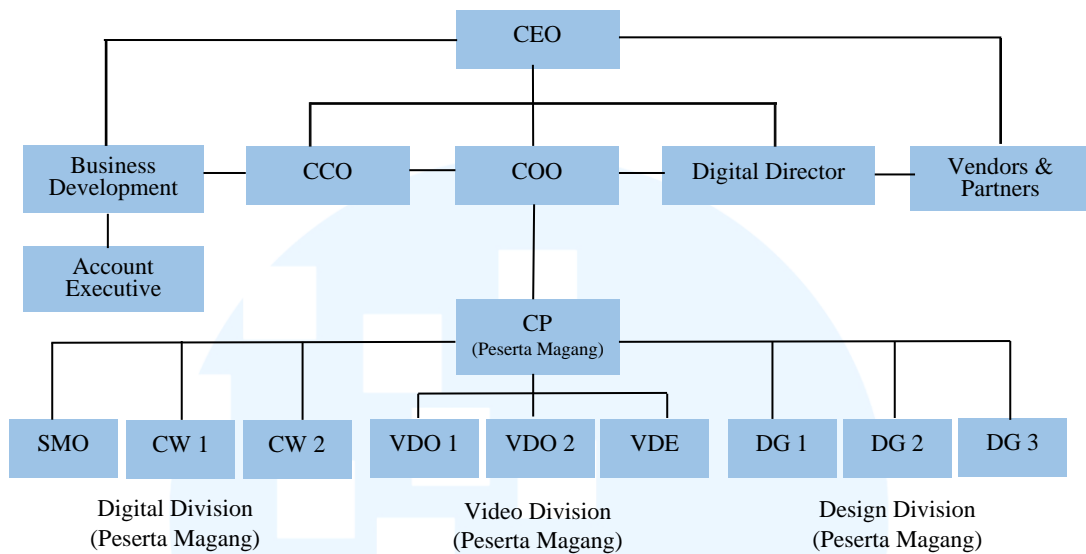 CEO
Business
Development
CCO
COO
Digital Director
Vendors &
Partners
Account
Executive
CP
(Peserta Magang)
SMO
CW 1
CW 2
VDO 1
VDO 2
VDE
DG 1
DG 2
DG 3
Digital Division
(Peserta Magang)
Video Division
(Peserta Magang)
Design Division
(Peserta Magang)